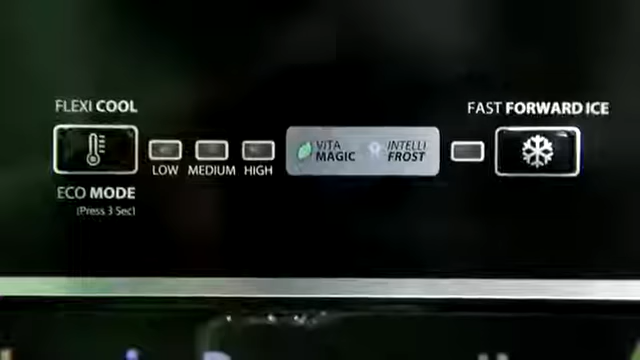 FLEXI COOL
FAST FORWARD ICE
LOW MEDIUM HIGH
VITA MAGIC
INTELLI FROST
ECO MODE
(Press 3 Sec)